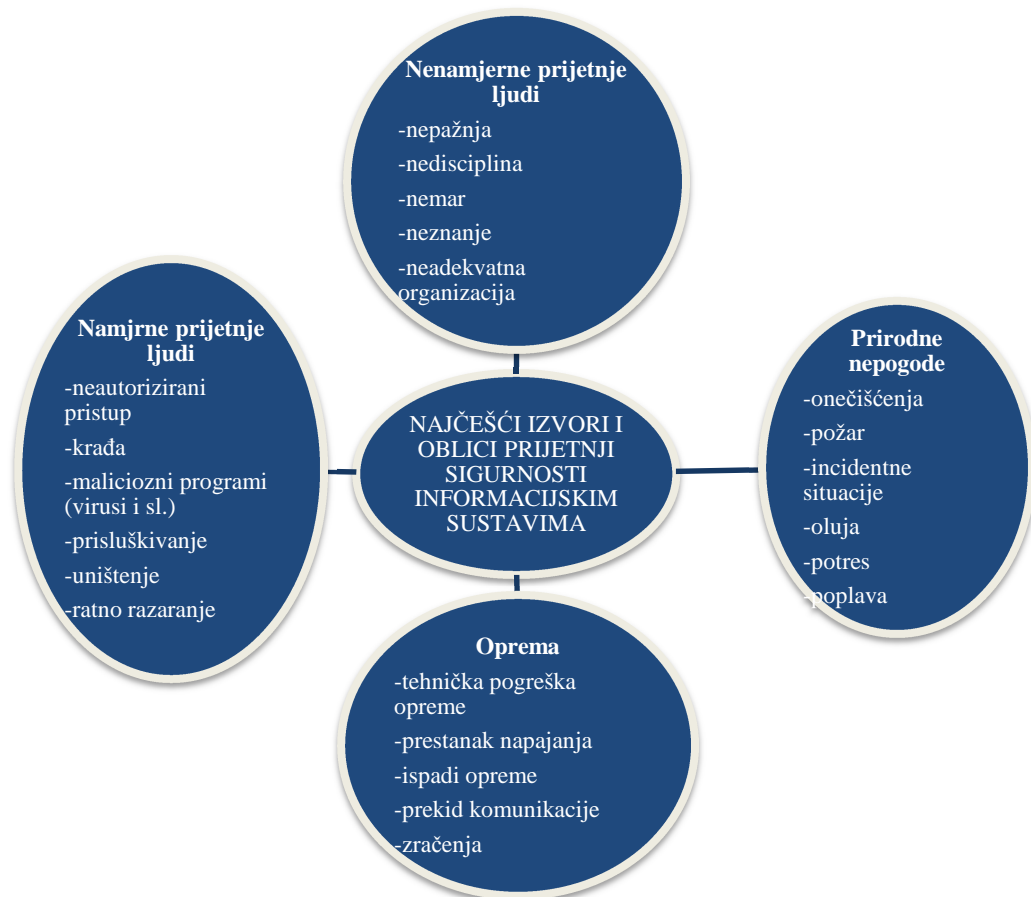 Nenamjerne prijetnje
ljudi
-nepažnja
-nedisciplina
-nemar
-neznanje
-neadekvatna
organizacija
Namjrne prijetnje
ljudi
-neautorizirani
pristup
-krađa
-maliciozni programi
(virusi i sl.)
-prisluškivanje
-uništenje
-ratno razaranje
NAJČEŠĆI IZVORI I
OBLICI PRIJETNJI
SIGURNOSTI
INFORMACIJSKIM
SUSTAVIMA
Prirodne
nepogode
-onečišćenja
-požar
-incidentne
situacije
-oluja
-potres
-poplava
Oprema
-tehnička pogreška
opreme
-prestanak napajanja
-ispadi opreme
-prekid komunikacije
-zračenja